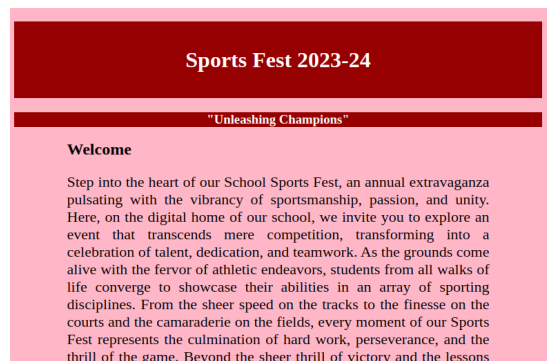 Sports Fest 2023-24
"Unleashing Champions"
Welcome
Step into the heart of our School Sports Fest, an annual extravaganza
pulsating with the vibrancy of sportsmanship, passion, and unity.
Here, on the digital home of our school, we invite you to explore an
event that transcends mere competition, transforming into a
celebration of talent, dedication, and teamwork. As the grounds come
alive with the fervor of athletic endeavors, students from all walks of
life converge to showcase their abilities in an array of sporting
disciplines. From the sheer speed on the tracks to the finesse on the
courts and the camaraderie on the fields, every moment of our Sports
Fest represents the culmination of hard work, perseverance, and the
thrill of the game. Beyond the sheer thrill of victory and the lessons